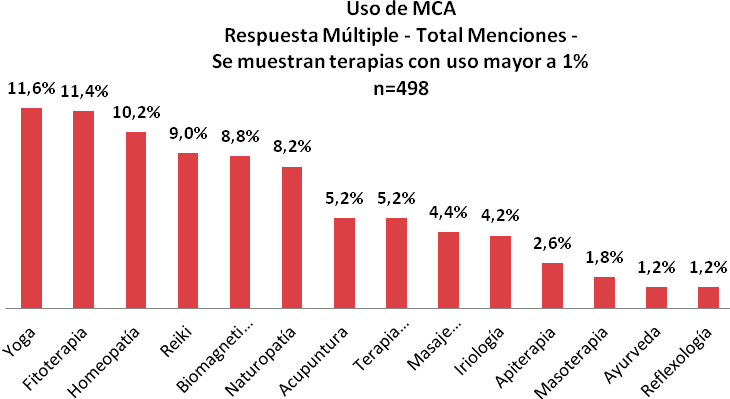 Uso de MCA
Respuesta Múltiple - Total Menciones -
Se muestran terapias con uso mayor a 1%
n=498
11,6%
11,4%
10,2%
9,0%
8,8%
8,2%
5,2%
5,2%
4,4%
4,2%
2,6%
1,8%
1,2%
1,2%
Yoga
Fitoterapia
Homeopatía
Reiki
Biomagneti...
Naturopatía
Acupuntura
Terapia...
Masaje...
Iriología
Apiterapia
Masoterapia
Ayurveda
Reflexología